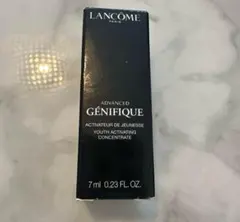 LANCÔME
PARIS
ADVANCED
GÉNIFIQUE
ACTIVATEUR DE JEUNESSE
YOUTH ACTIVATING
CONCENTRATE
7 ml 0.23 FL. OZ.